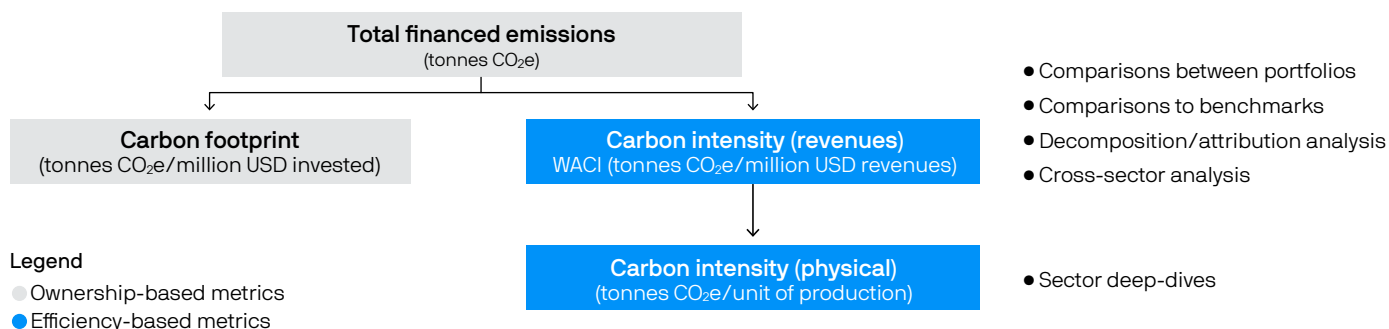 Total financed emissions
(tonnes CO₂e)
Carbon footprint
(tonnes CO₂e/million USD invested)
Carbon intensity (revenues)
WACI (tonnes CO₂e/million USD revenues)
● Comparisons between portfolios
● Comparisons to benchmarks
● Decomposition/attribution analysis
● Cross-sector analysis
Carbon intensity (physical)
(tonnes CO₂e/unit of production)
● Sector deep-dives
Legend
Ownership-based metrics
Efficiency-based metrics